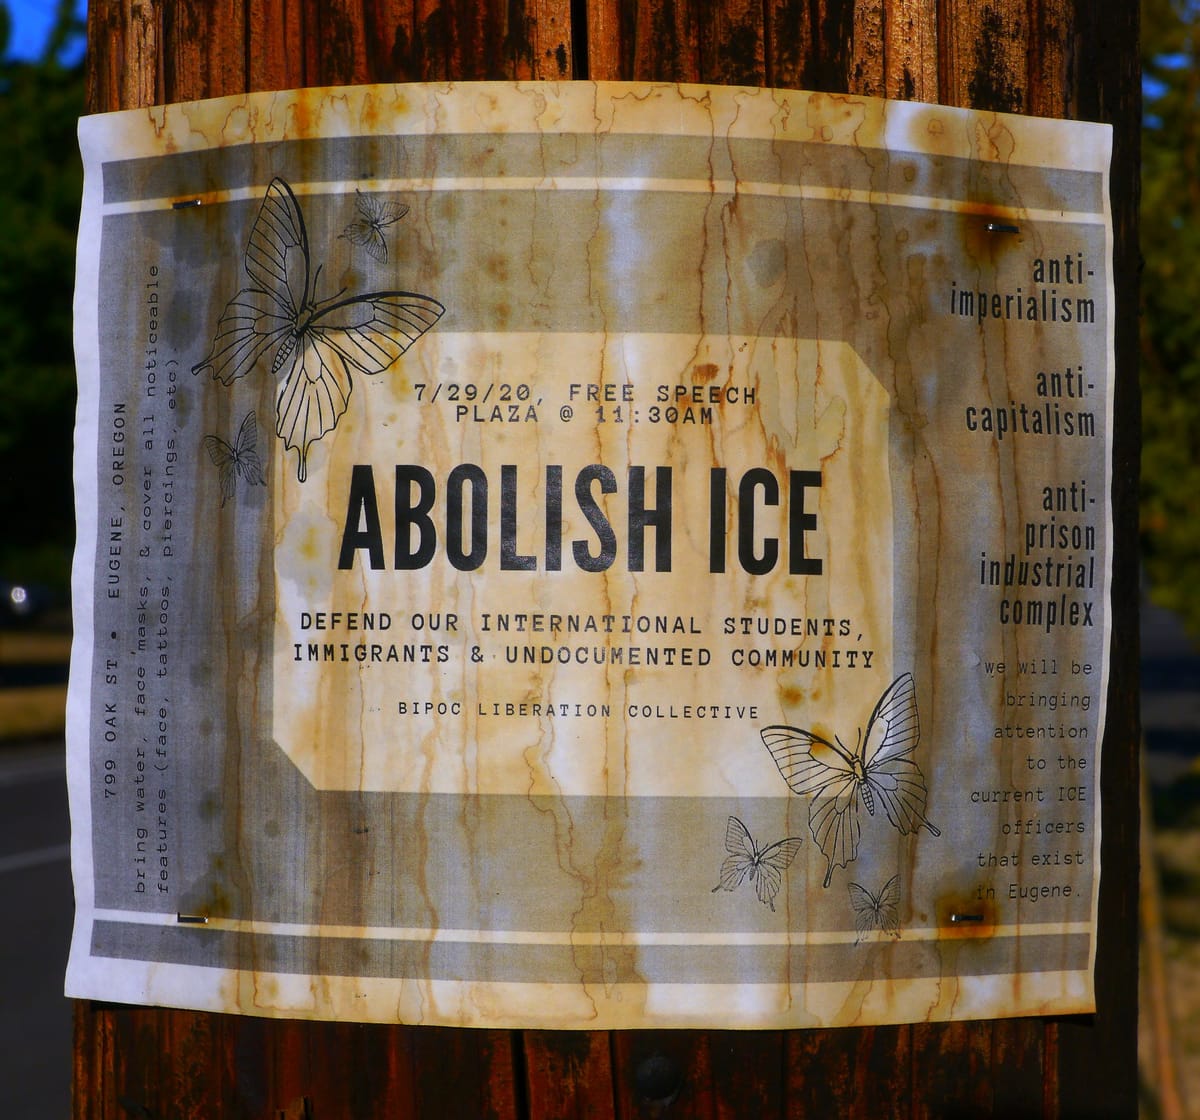 7/29/20, FREE SPEECH
PLAZA @ 11:30AM
ABOLISH ICE
DEFEND OUR INTERNATIONAL STUDENTS,
IMMIGRANTS & UNDOCUMENTED COMMUNITY
BIPOC LIBERATION COLLECTIVE
799 OAK ST • EUGENE, OREGON
bring water, face masks, & cover all noticeable
features (face, tattoos, piercings, etc)
anti-
imperialism
anti-
capitalism
anti-
prison
industrial
complex
we will be
bringing
attention
to the
current ICE
officers
that exist
in Eugene.